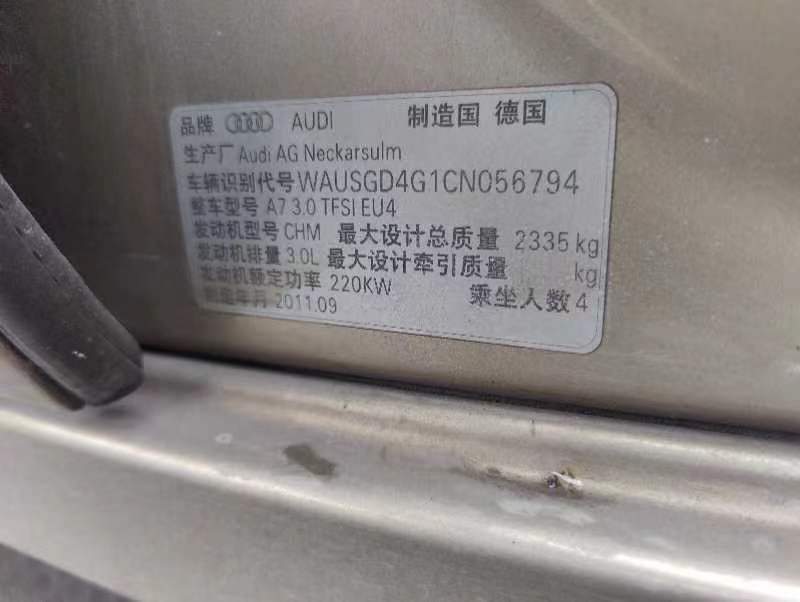 品牌 AUDI 制造国 德国
生产厂 Audi AG Neckarsulm
车辆识别代号 WAUSGD4G1CN056794
整车型号 A7 3.0 TFSI EU4
发动机型号 CHM 最大设计总质量 2335 kg
发动机排量 3.0L 最大设计牵引质量 kg
发动机额定功率 220KW 乘坐人数 4
制造年月 2011.09